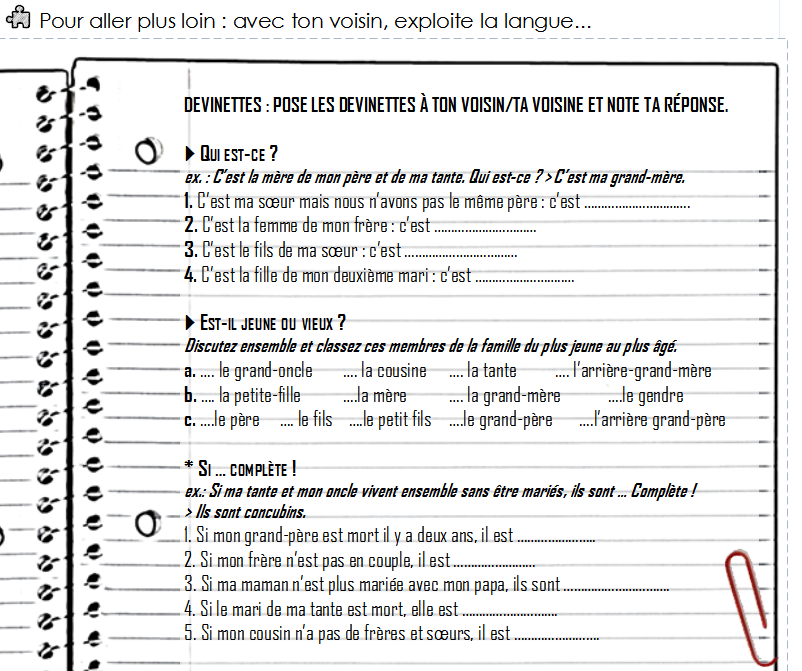 Pour aller plus loin : avec ton voisin, exploite la langue...
DEVINETTES : POSE LES DEVINETTES À TON VOISIN/TA VOISINE ET NOTE TA RÉPONSE.
QUI EST-CE ?
ex. : C'est la mère de mon père et de ma tante. Qui est-ce ? > C'est ma grand-mère.
1. C'est ma sœur mais nous n'avons pas le même père : c'est ..............................
2. C'est la femme de mon frère : c'est .............................
3. C'est le fils de ma sœur : c'est ................................
4. C'est la fille de mon deuxième mari : c'est ............................
EST-IL JEUNE OU VIEUX ?
Discutez ensemble et classez ces membres de la famille du plus jeune au plus âgé.
a. .... le grand-oncle .... la cousine .... la tante .... l'arrière-grand-mère
b. .... la petite-fille ....la mère .... la grand-mère ....le gendre
c. ....le père .... le fils ....le petit fils ....le grand-père ....l'arrière grand-père
* SI ... COMPLÈTE !
ex.: Si ma tante et mon oncle vivent ensemble sans être mariés, ils sont ... Complète !
> Ils sont concubins.
1. Si mon grand-père est mort il y a deux ans, il est ......................
2. Si mon frère n'est pas en couple, il est .......................
3. Si ma maman n'est plus mariée avec mon papa, ils sont ..............................
4. Si le mari de ma tante est mort, elle est ...........................
5. Si mon cousin n'a pas de frères et sœurs, il est ........................